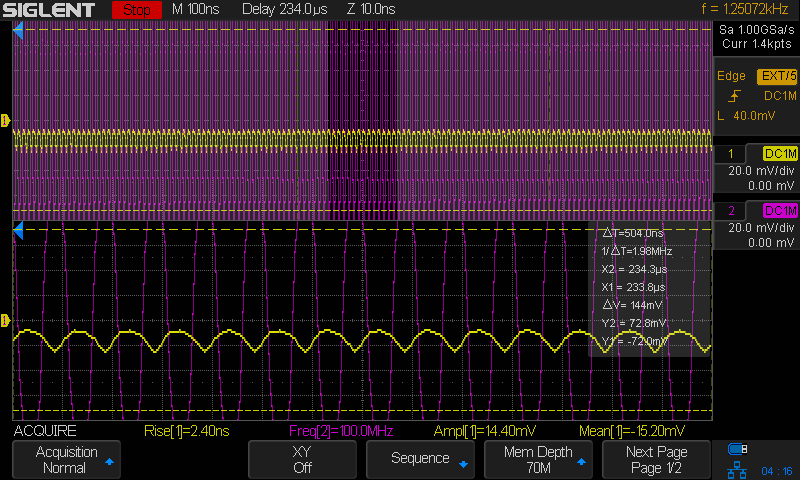 SIGLENT Stop M 100ns Delay 234.0µs Z 10.0ns f = 1.25072kHz
Sa 1.00GSa/s
Curr 1.4kpts
Edge EXT/5
DC1M
L 40.0mV
1 DC1M
20.0 mV/div
0.00 mV
2 DC1M
20.0 mV/div
0.00 mV
1
1
△T=504.0ns
1/△T=1.98MHz
X2 = 234.3µs
X1 = 233.8µs
△V= 144mV
Y2 = 72.8mV
Y1 = -72.0mV
ACQUIRE Rise[1]=2.40ns Freq[2]=100.0MHz Ampl[1]=14.40mV Mean[1]=-15.20mV
Acquisition
Normal
XY
Off
Sequence
Mem Depth
70M
Next Page
Page 1/2
04:16